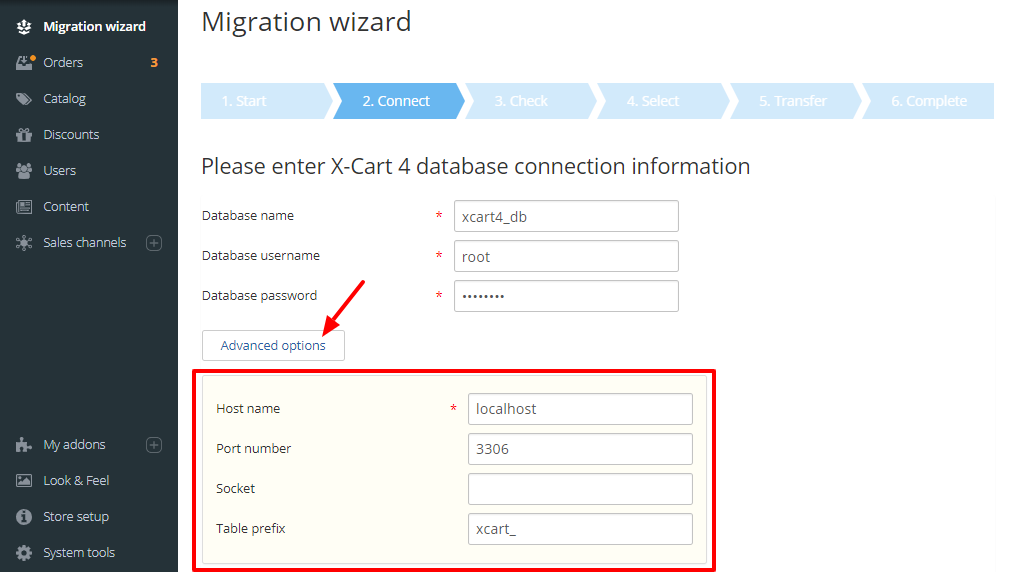 Migration wizard
Orders 3
Catalog
Discounts
Users
Content
Sales channels
My addons
Look & Feel
Store setup
System tools
Migration wizard
1. Start 2. Connect 3. Check 4. Select 5. Transfer 6. Complete
Please enter X-Cart 4 database connection information
Database name * xcart4_db
Database username * root
Database password * ••••••••
Advanced options
Host name * localhost
Port number 3306
Socket
Table prefix xcart_